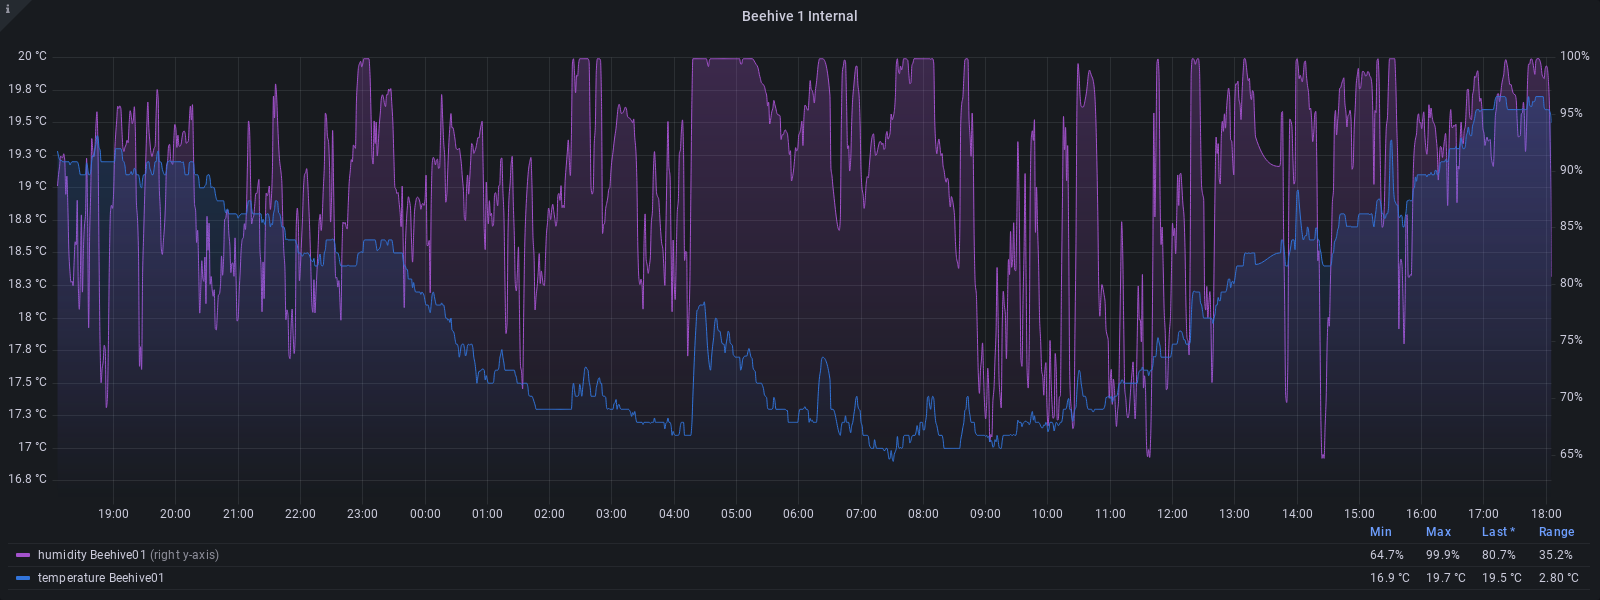 i
Beehive 1 Internal
20 °C 100%
19.8 °C
19.5 °C 95%
19.3 °C
19 °C 90%
18.8 °C
18.5 °C 85%
18.3 °C 80%
18 °C
17.8 °C 75%
17.5 °C
17.3 °C 70%
17 °C 65%
16.8 °C
19:00 20:00 21:00 22:00 23:00 00:00 01:00 02:00 03:00 04:00 05:00 06:00 07:00 08:00 09:00 10:00 11:00 12:00 13:00 14:00 15:00 16:00 17:00 18:00
Min Max Last * Range
humidity Beehive01 (right y-axis) 64.7% 99.9% 80.7% 35.2%
temperature Beehive01 16.9 °C 19.7 °C 19.5 °C 2.80 °C